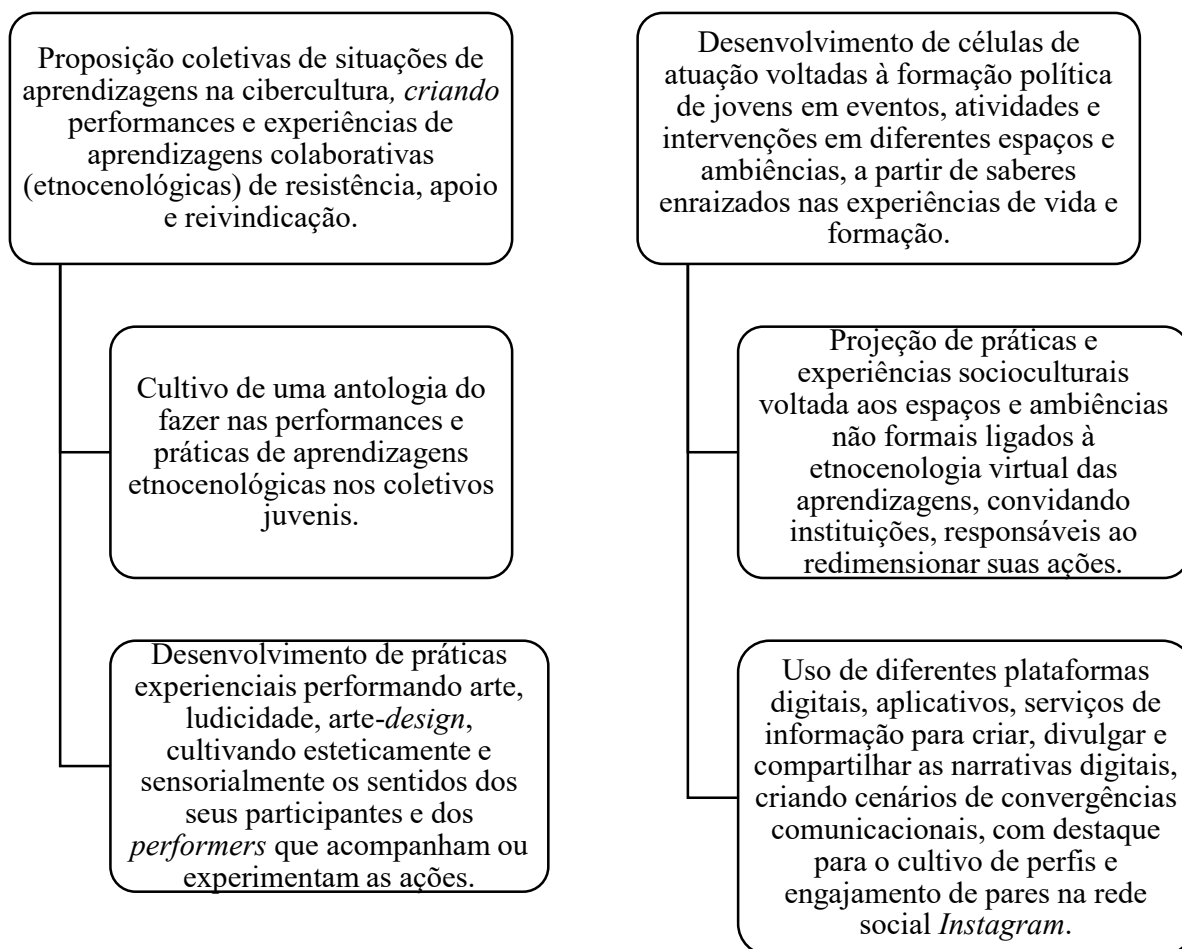 Proposição coletivas de situações de
aprendizagens na cibercultura, criando
performances e experiências de
aprendizagens colaborativas
(etnocenológicas) de resistência, apoio
e reivindicação.
Cultivo de uma antologia do
fazer nas performances e
práticas de aprendizagens
etnocenológicas nos coletivos
juvenis.
Desenvolvimento de práticas
experienciais performando arte,
ludicidade, arte-design,
cultivando esteticamente e
sensorialmente os sentidos dos
seus participantes e dos
performers que acompanham ou
experimentam as ações.
Desenvolvimento de células de
atuação voltadas à formação política
de jovens em eventos, atividades e
intervenções em diferentes espaços e
ambiências, a partir de saberes
enraizados nas experiências de vida e
formação.
Projeção de práticas e
experiências socioculturais
voltada aos espaços e ambiências
não formais ligados à
etnocenologia virtual das
aprendizagens, convidando
instituições, responsáveis ao
redimensionar suas ações.
Uso de diferentes plataformas
digitais, aplicativos, serviços de
informação para criar, divulgar e
compartilhar as narrativas digitais,
criando cenários de convergências
comunicacionais, com destaque
para o cultivo de perfis e
engajamento de pares na rede
social Instagram.